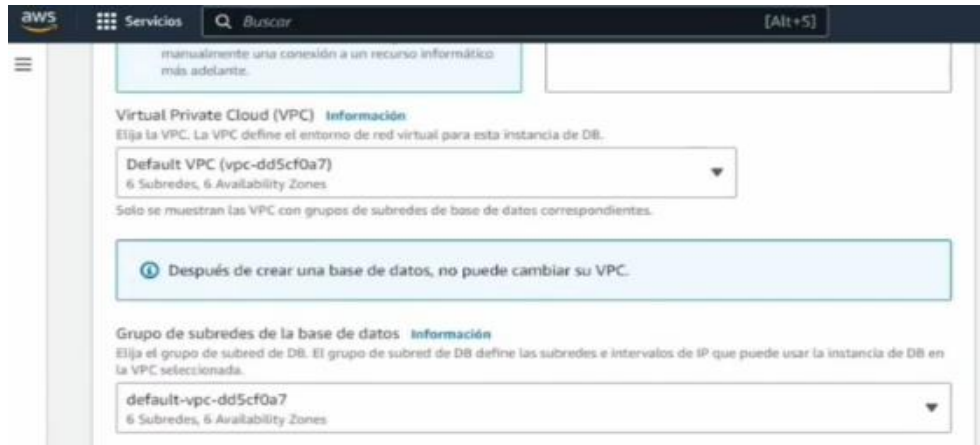 aws
Servicios
Buscar
[Alt+S]
manualmente una conexión a un recurso informático
más adelante.
Virtual Private Cloud (VPC) Información
Elija la VPC. La VPC define el entorno de red virtual para esta instancia de DB.
Default VPC (vpc-dd5cf0a7)
6 Subredes, 6 Availability Zones
Solo se muestran las VPC con grupos de subredes de base de datos correspondientes.
Después de crear una base de datos, no puede cambiar su VPC.
Grupo de subredes de la base de datos Información
Elija el grupo de subred de DB. El grupo de subred de DB define las subredes e intervalos de IP que puede usar la instancia de DB en
la VPC seleccionada.
default-vpc-dd5cf0a7
6 Subredes, 6 Availability Zones